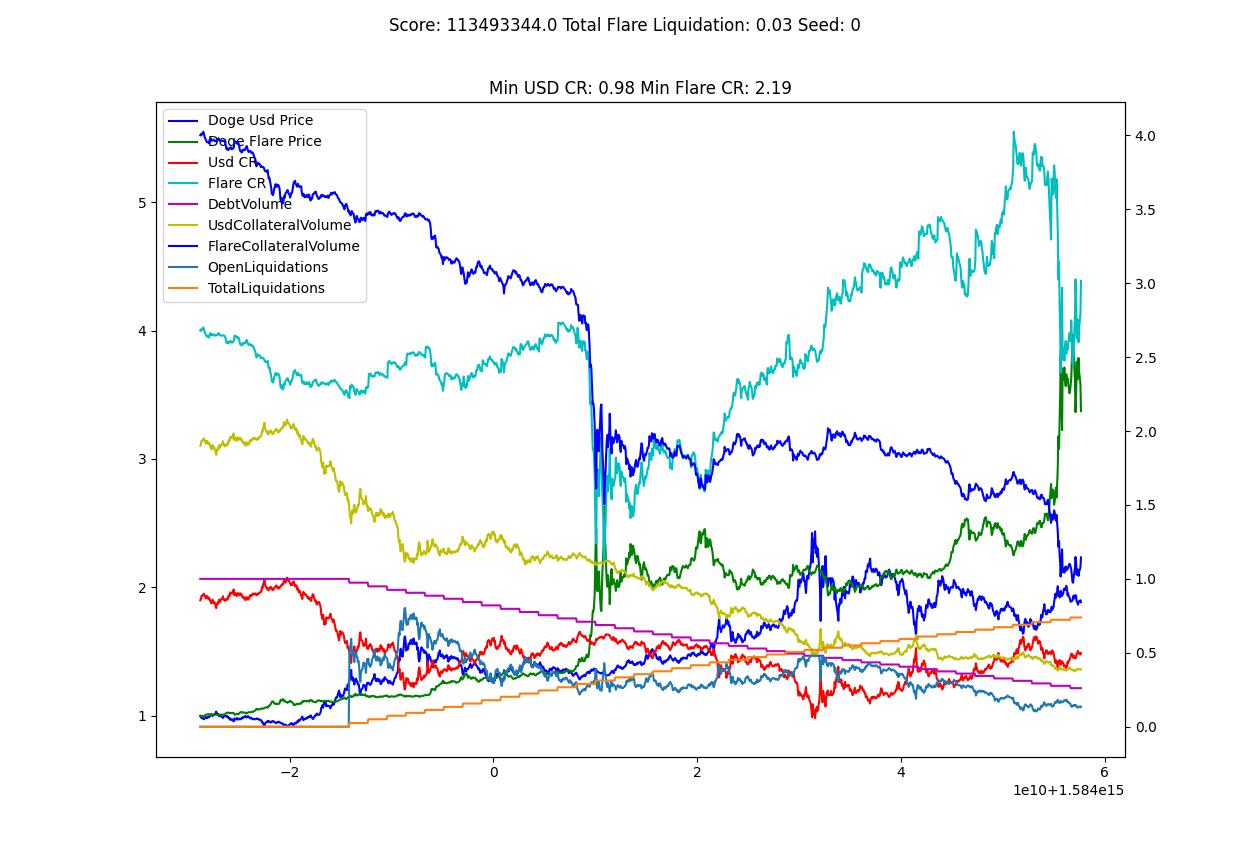 Score: 113493344.0 Total Flare Liquidation: 0.03 Seed: 0
Min USD CR: 0.98 Min Flare CR: 2.19
Doge Usd Price
Doge Flare Price
Usd CR
Flare CR
DebtVolume
UsdCollateralVolume
FlareCollateralVolume
OpenLiquidations
TotalLiquidations
5
4
3
2
1
4.0
3.5
3.0
2.5
2.0
1.5
1.0
0.5
0.0
−2
0
2
4
6
1e10+1.584e15